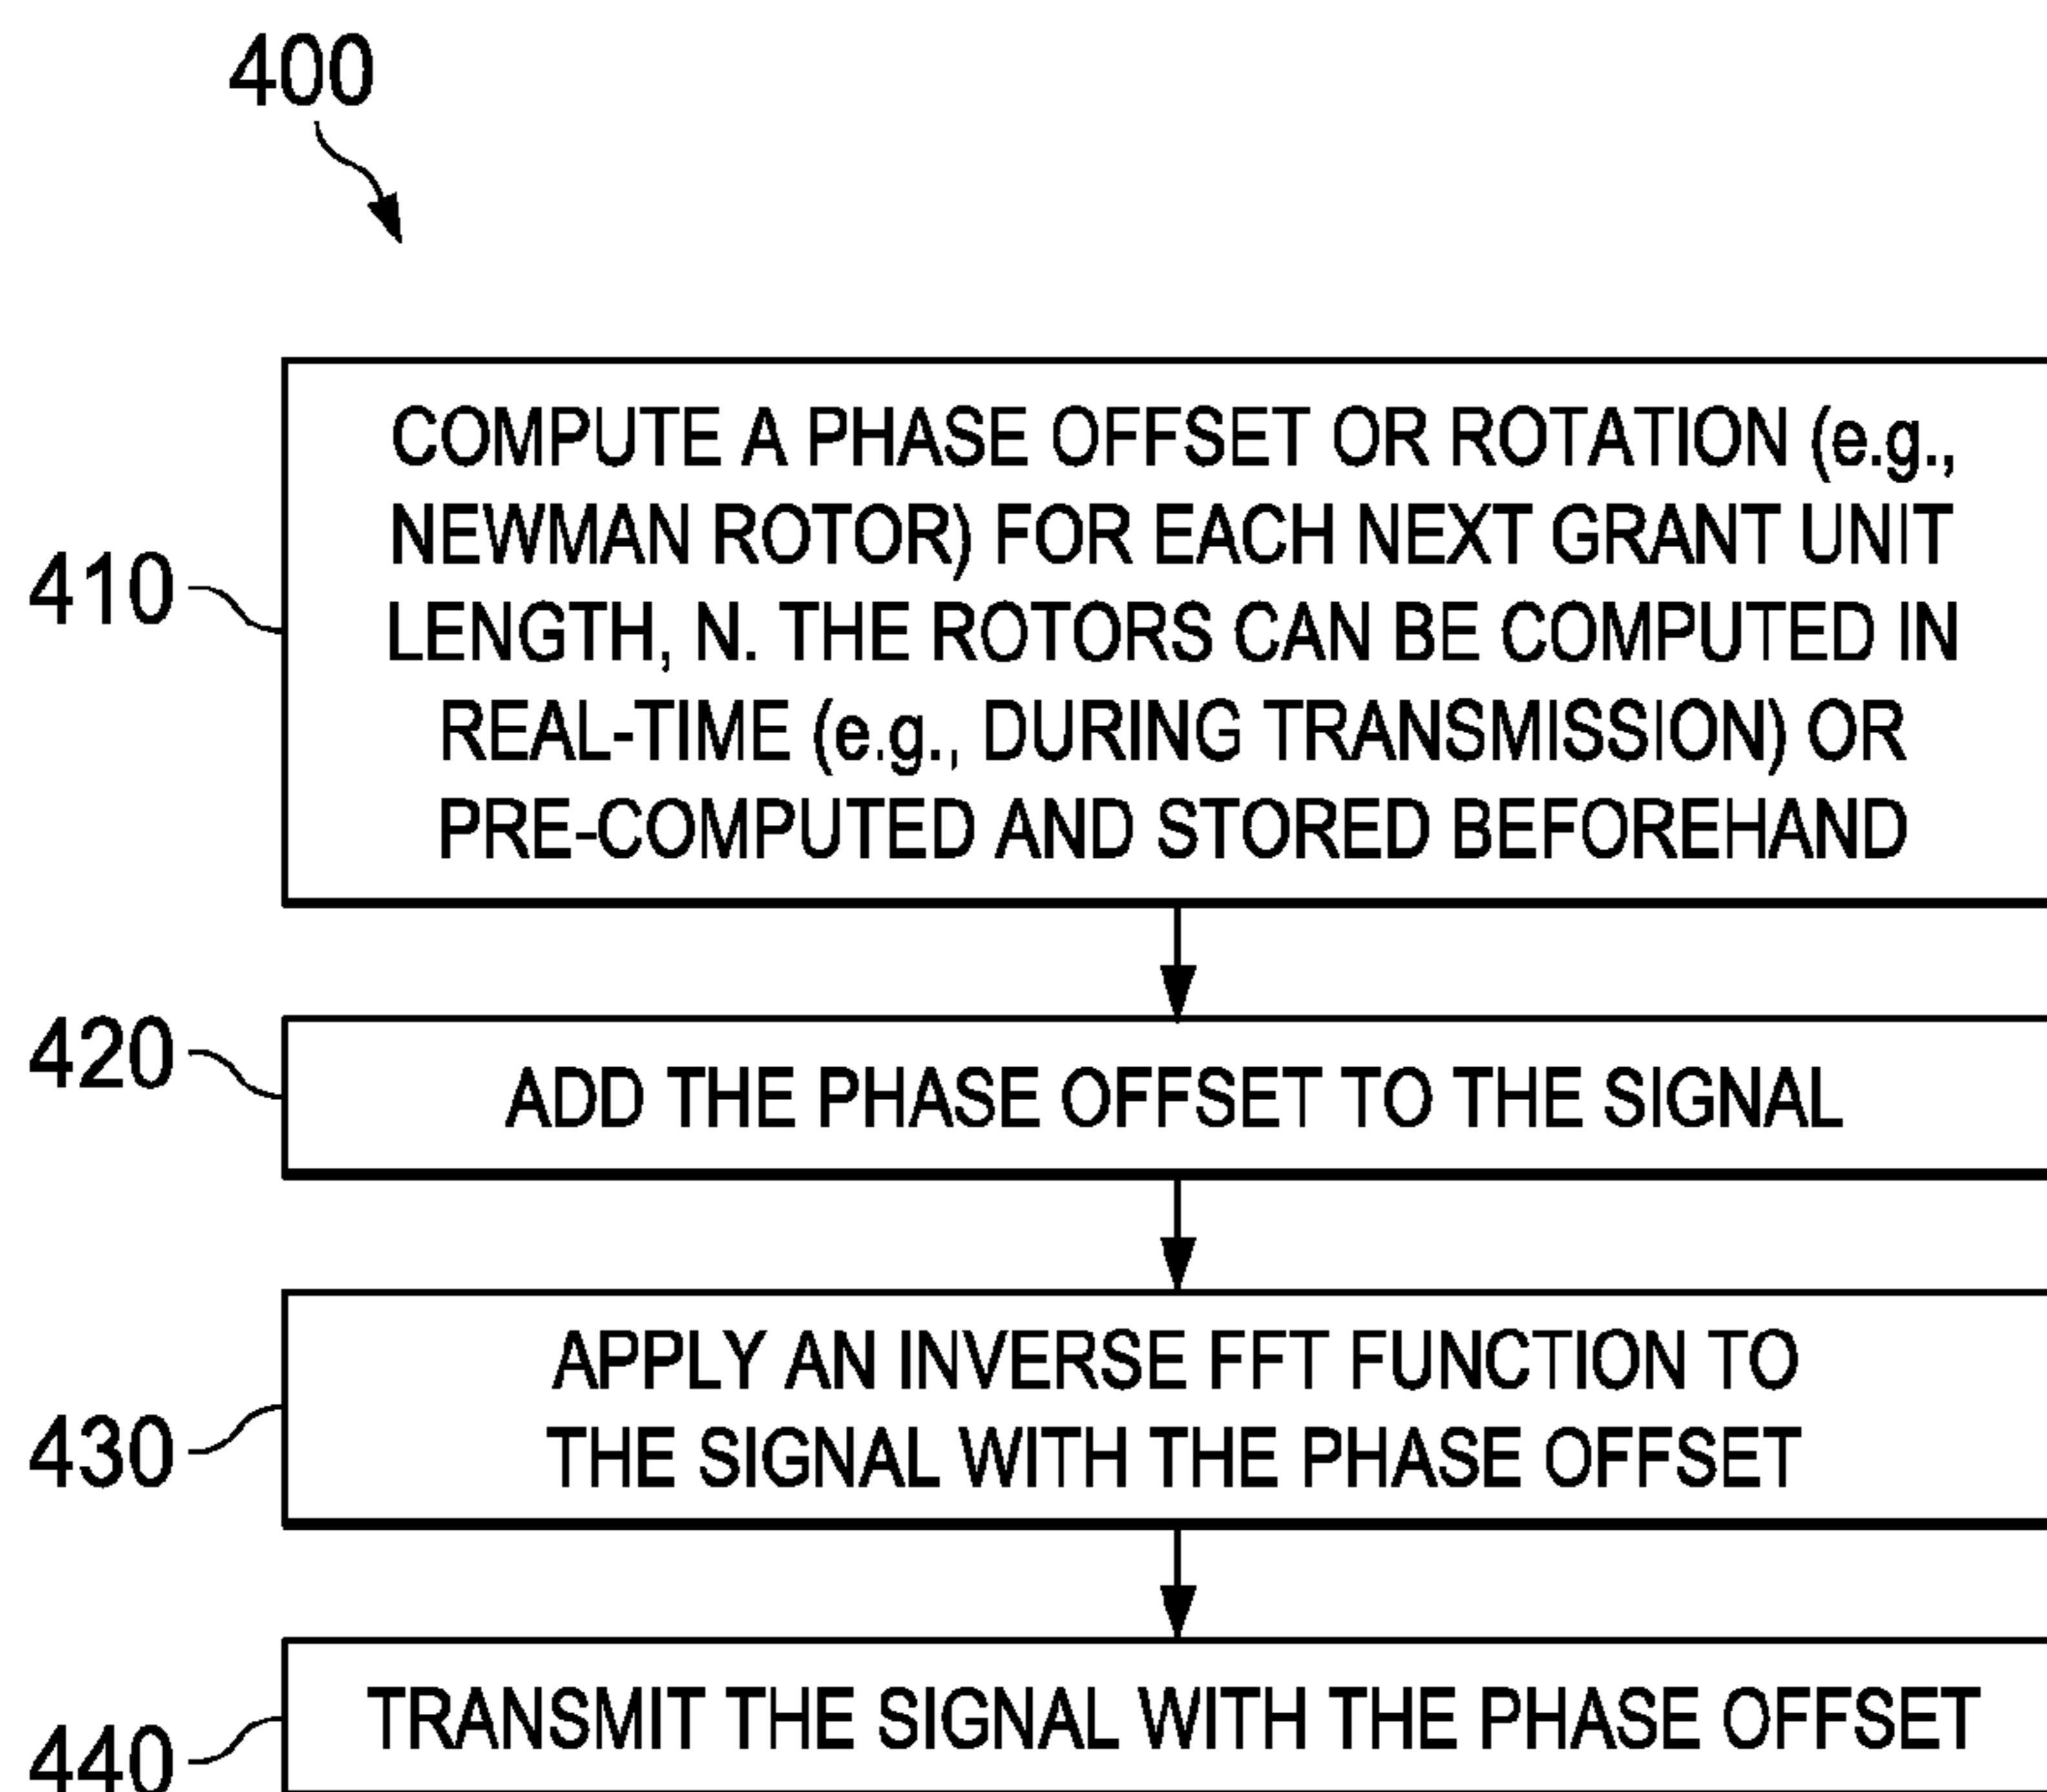 400
410
COMPUTE A PHASE OFFSET OR ROTATION (e.g.,
NEWMAN ROTOR) FOR EACH NEXT GRANT UNIT
LENGTH, N. THE ROTORS CAN BE COMPUTED IN
REAL-TIME (e.g., DURING TRANSMISSION) OR
PRE-COMPUTED AND STORED BEFOREHAND
420
ADD THE PHASE OFFSET TO THE SIGNAL
430
APPLY AN INVERSE FFT FUNCTION TO
THE SIGNAL WITH THE PHASE OFFSET
440
TRANSMIT THE SIGNAL WITH THE PHASE OFFSET